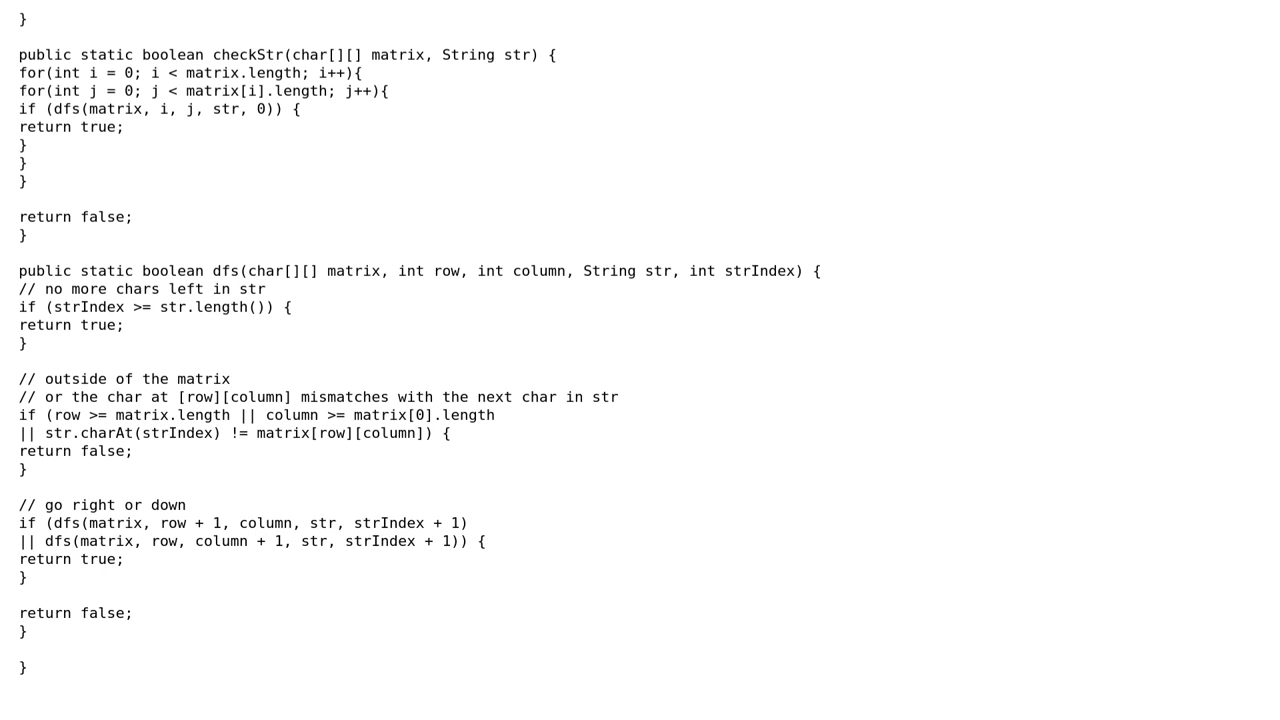 }
public static boolean checkStr(char[][] matrix, String str) {
for(int i = 0; i < matrix.length; i++){
for(int j = 0; j < matrix[i].length; j++){
if (dfs(matrix, i, j, str, 0)) {
return true;
}
}
}
return false;
}
public static boolean dfs(char[][] matrix, int row, int column, String str, int strIndex) {
// no more chars left in str
if (strIndex >= str.length()) {
return true;
}
// outside of the matrix
// or the char at [row][column] mismatches with the next char in str
if (row >= matrix.length || column >= matrix[0].length
|| str.charAt(strIndex) != matrix[row][column]) {
return false;
}
// go right or down
if (dfs(matrix, row + 1, column, str, strIndex + 1)
|| dfs(matrix, row, column + 1, str, strIndex + 1)) {
return true;
}
return false;
}
}